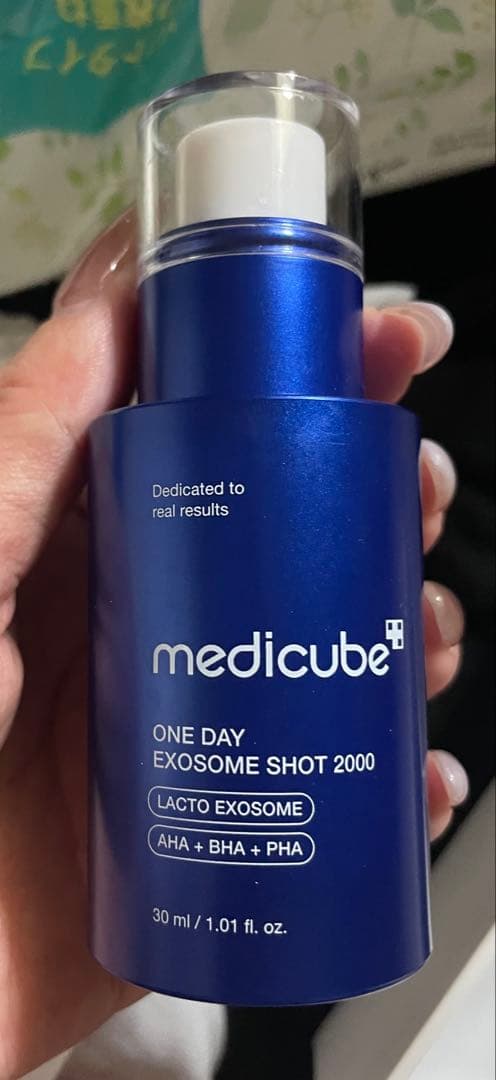 Dedicated to
real results
medicube
ONE DAY
EXOSOME SHOT 2000
LACTO EXOSOME
AHA + BHA + PHA
30 ml / 1.01 fl. oz.